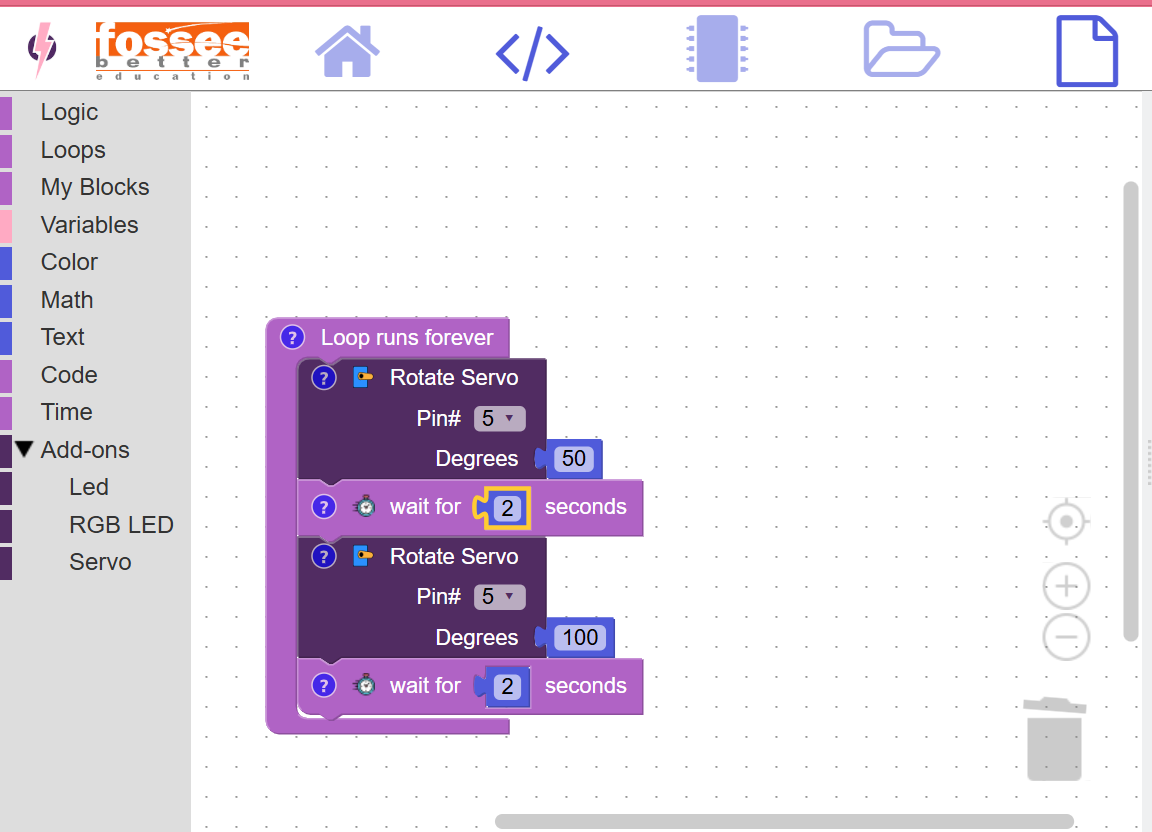 fossee
better
education
Logic
Loops
My Blocks
Variables
Color
Math
Text
Code
Time
Add-ons
Led
RGB LED
Servo
? Loop runs forever
? Rotate Servo
Pin# 5
Degrees 50
? wait for 2 seconds
? Rotate Servo
Pin# 5
Degrees 100
? wait for 2 seconds